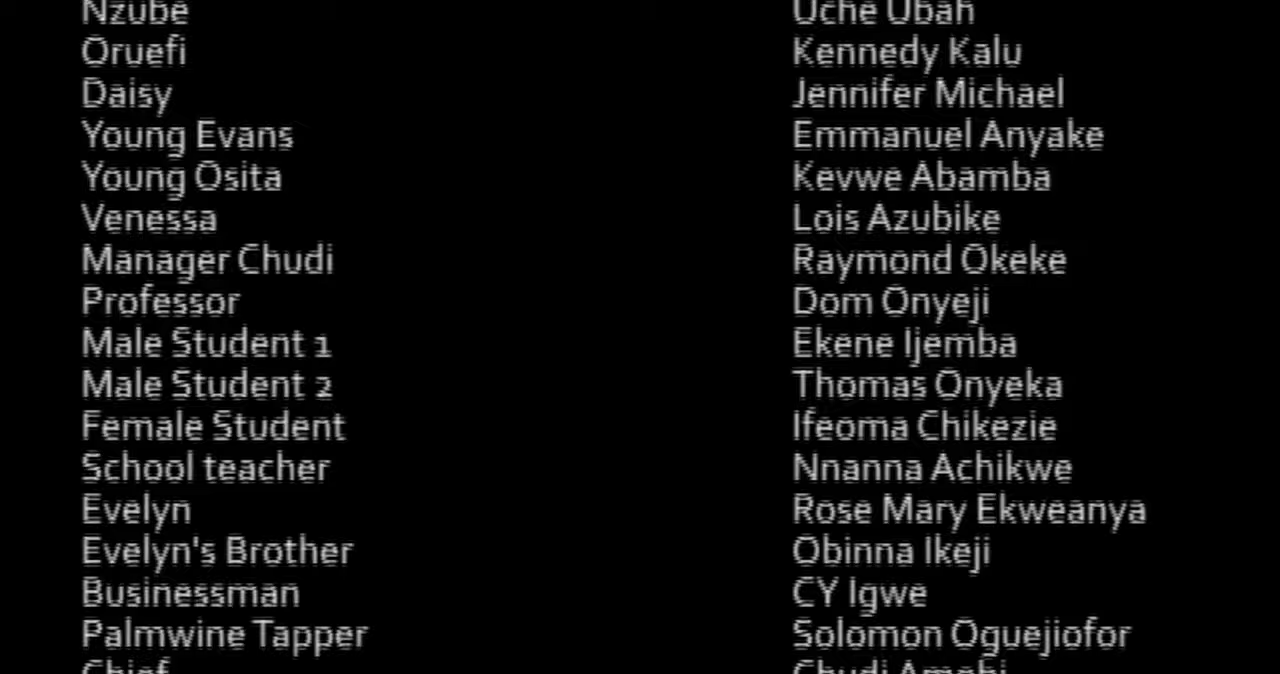 Nzube Uche Ubah
Oruefi Kennedy Kalu
Daisy Jennifer Michael
Young Evans Emmanuel Anyake
Young Osita Kevwe Abamba
Venessa Lois Azubike
Manager Chudi Raymond Okeke
Professor Dom Onyeji
Male Student 1 Ekene Ijemba
Male Student 2 Thomas Onyeka
Female Student Ifeoma Chikezie
School teacher Nnanna Achikwe
Evelyn Rose Mary Ekweanya
Evelyn's Brother Obinna Ikeji
Businessman CY Igwe
Palmwine Tapper Solomon Oguejiofor
Chief Chudi